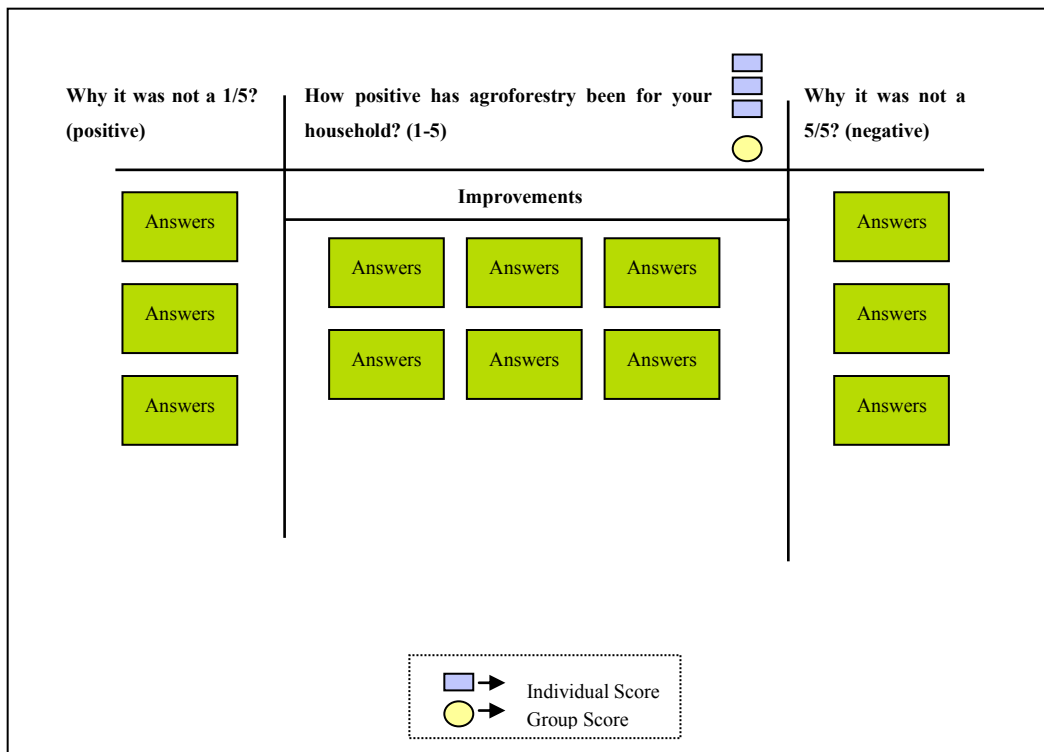 Why it was not a 1/5?
(positive)
How positive has agroforestry been for your
household? (1-5)
Why it was not a
5/5? (negative)
Improvements
Answers
Answers
Answers
Answers
Answers
Answers
Answers
Answers
Answers
Answers
Answers
Answers
Individual Score
Group Score